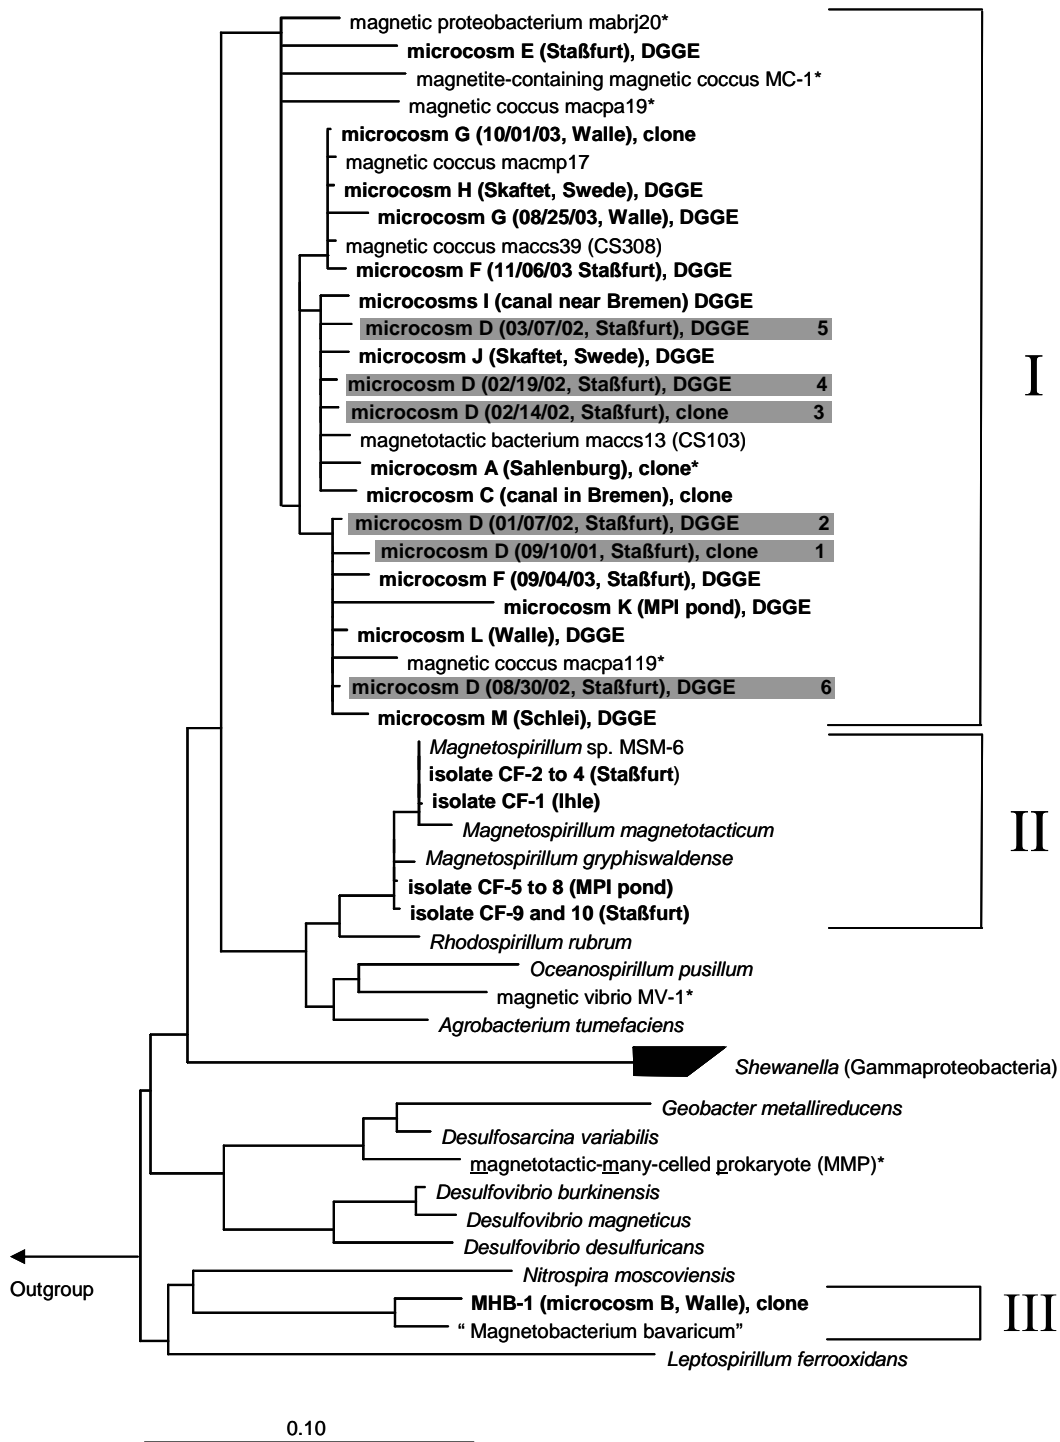 magnetic proteobacterium mabrj20*
microcosm E (Staßfurt), DGGE
magnetite-containing magnetic coccus MC-1*
magnetic coccus macpa19*
microcosm G (10/01/03, Walle), clone
magnetic coccus macmp17
microcosm H (Skaftet, Swede), DGGE
microcosm G (08/25/03, Walle), DGGE
magnetic coccus maccs39 (CS308)
microcosm F (11/06/03 Staßfurt), DGGE
microcosms I (canal near Bremen) DGGE
microcosm D (03/07/02, Staßfurt), DGGE 5
microcosm J (Skaftet, Swede), DGGE
I
microcosm D (02/19/02, Staßfurt), DGGE 4
microcosm D (02/14/02, Staßfurt), clone 3
magnetotactic bacterium maccs13 (CS103)
microcosm A (Sahlenburg), clone*
microcosm C (canal in Bremen), clone
microcosm D (01/07/02, Staßfurt), DGGE 2
microcosm D (09/10/01, Staßfurt), clone 1
microcosm F (09/04/03, Staßfurt), DGGE
microcosm K (MPI pond), DGGE
microcosm L (Walle), DGGE
magnetic coccus macpa119*
microcosm D (08/30/02, Staßfurt), DGGE 6
microcosm M (Schlei), DGGE
Magnetospirillum sp. MSM-6
isolate CF-2 to 4 (Staßfurt)
isolate CF-1 (Ihle)
Magnetospirillum magnetotacticum
II
Magnetospirillum gryphiswaldense
isolate CF-5 to 8 (MPI pond)
isolate CF-9 and 10 (Staßfurt)
Rhodospirillum rubrum
Oceanospirillum pusillum
magnetic vibrio MV-1*
Agrobacterium tumefaciens
Shewanella (Gammaproteobacteria)
Geobacter metallireducens
Desulfosarcina variabilis
magnetotactic-many-celled prokaryote (MMP)*
Desulfovibrio burkinensis
Desulfovibrio magneticus
Desulfovibrio desulfuricans
Nitrospira moscoviensis
Outgroup
MHB-1 (microcosm B, Walle), clone
III
“ Magnetobacterium bavaricum”
Leptospirillum ferrooxidans
0.10